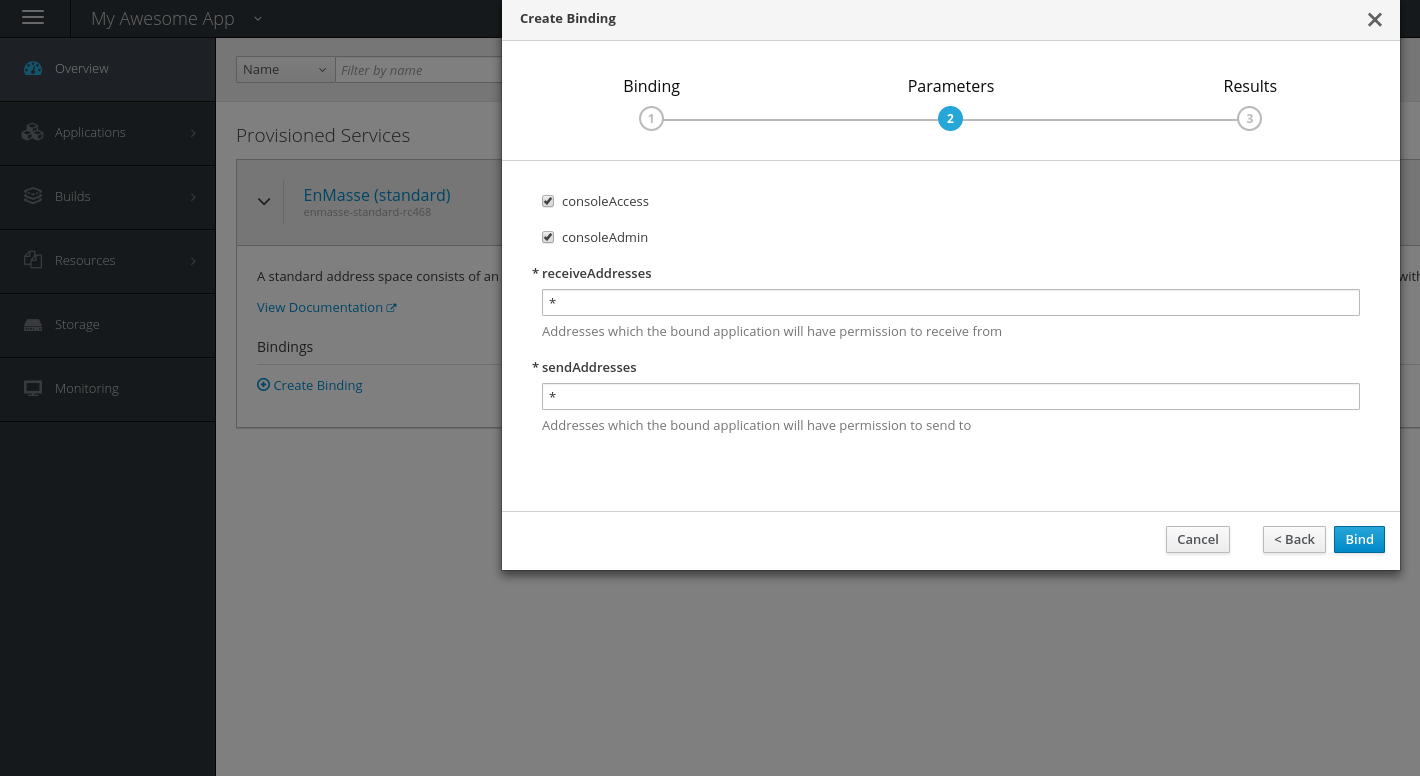 My Awesome App
Overview
Applications
Builds
Resources
Storage
Monitoring
Name
Filter by name
Provisioned Services
EnMasse (standard)
enmasse-standard-rc468
A standard address space consists of an
with
View Documentation
Bindings
Create Binding
Create Binding
Binding
Parameters
Results
1
2
3
consoleAccess
consoleAdmin
* receiveAddresses
*
Addresses which the bound application will have permission to receive from
* sendAddresses
*
Addresses which the bound application will have permission to send to
Cancel
< Back
Bind